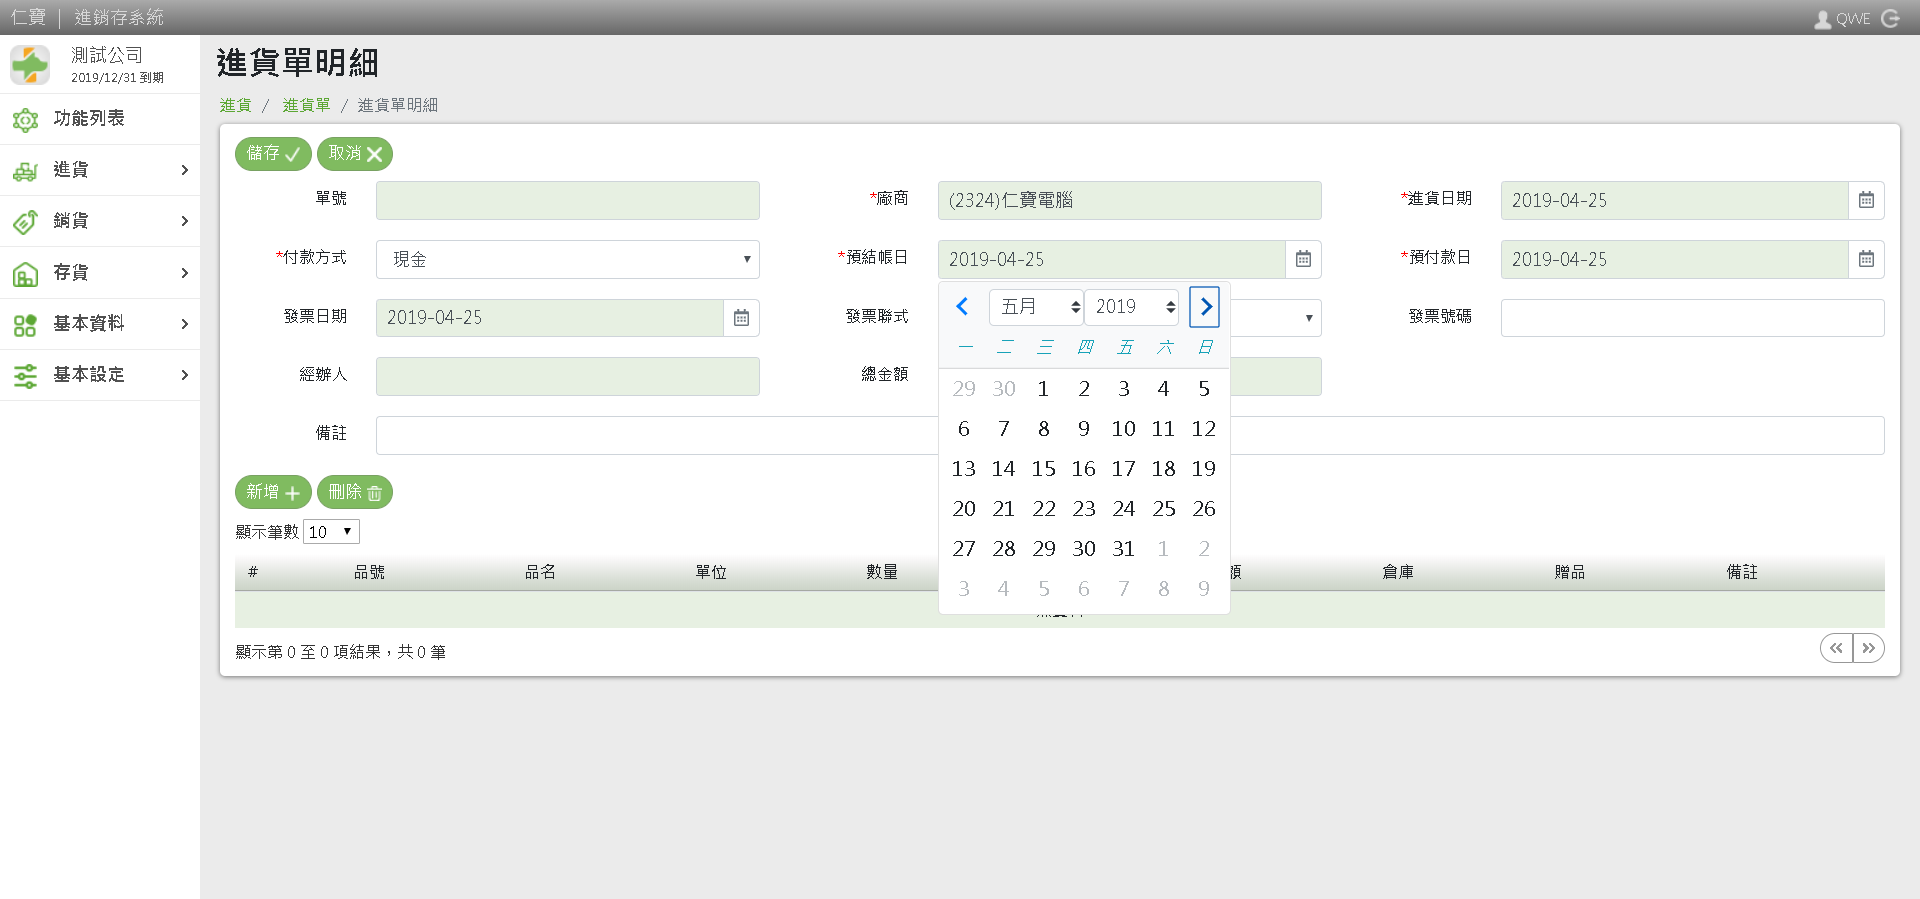 仁寶 | 進銷存系統
QWE
測試公司
2019/12/31 到期
功能列表
進貨
銷貨
存貨
基本資料
基本設定
進貨單明細
進貨 / 進貨單 / 進貨單明細
儲存 取消
單號
*廠商 (2324)仁寶電腦
*進貨日期 2019-04-25
*付款方式 現金
*預結帳日 2019-04-25
*預付款日 2019-04-25
發票日期 2019-04-25
發票聯式
發票號碼
經辦人
總金額
備註
五月 2019
一 二 三 四 五 六 日
29 30 1 2 3 4 5
6 7 8 9 10 11 12
13 14 15 16 17 18 19
20 21 22 23 24 25 26
27 28 29 30 31 1 2
3 4 5 6 7 8 9
新增 刪除
顯示筆數 10
# 品號 品名 單位 數量 額 倉庫 贈品 備註
顯示第 0 至 0 項結果，共 0 筆